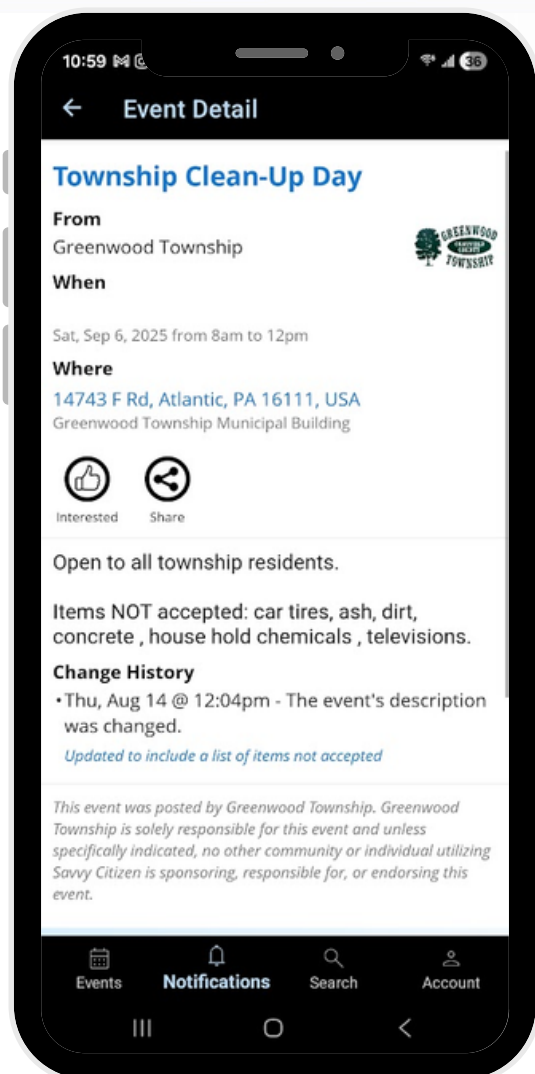 10:59
36
Event Detail
Township Clean-Up Day
From
Greenwood Township
GREENWOOD
TOWNSHIP
When
Sat, Sep 6, 2025 from 8am to 12pm
Where
14743 F Rd, Atlantic, PA 16111, USA
Greenwood Township Municipal Building
Interested
Share
Open to all township residents.
Items NOT accepted: car tires, ash, dirt,
concrete , house hold chemicals , televisions.
Change History
•Thu, Aug 14 @ 12:04pm - The event's description
was changed.
Updated to include a list of items not accepted
This event was posted by Greenwood Township. Greenwood
Township is solely responsible for this event and unless
specifically indicated, no other community or individual utilizing
Savvy Citizen is sponsoring, responsible for, or endorsing this
event.
Events
Notifications
Search
Account